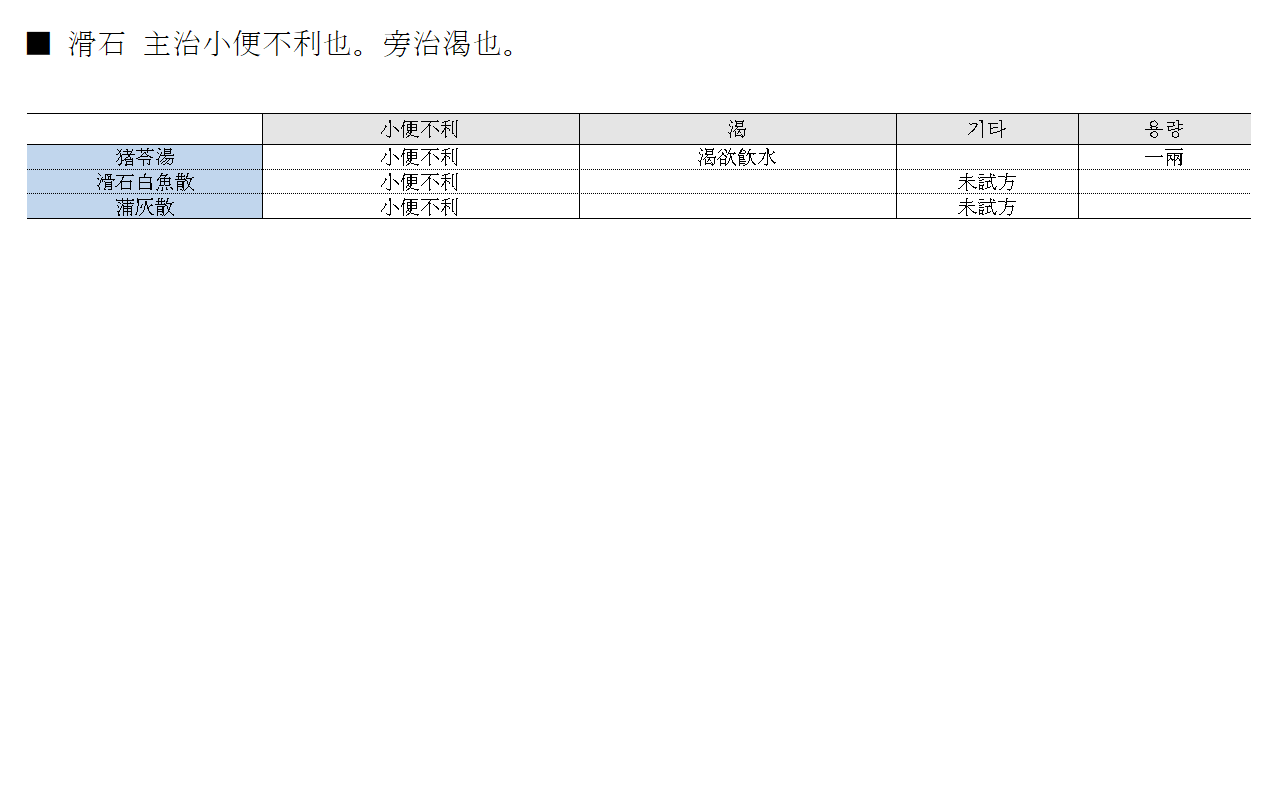 ■ 滑石 主治小便不利也。旁治渴也。
小便不利 渴 기타 용량
猪苓湯 小便不利 渴欲飮水 一兩
滑石白魚散 小便不利 未試方
蒲灰散 小便不利 未試方